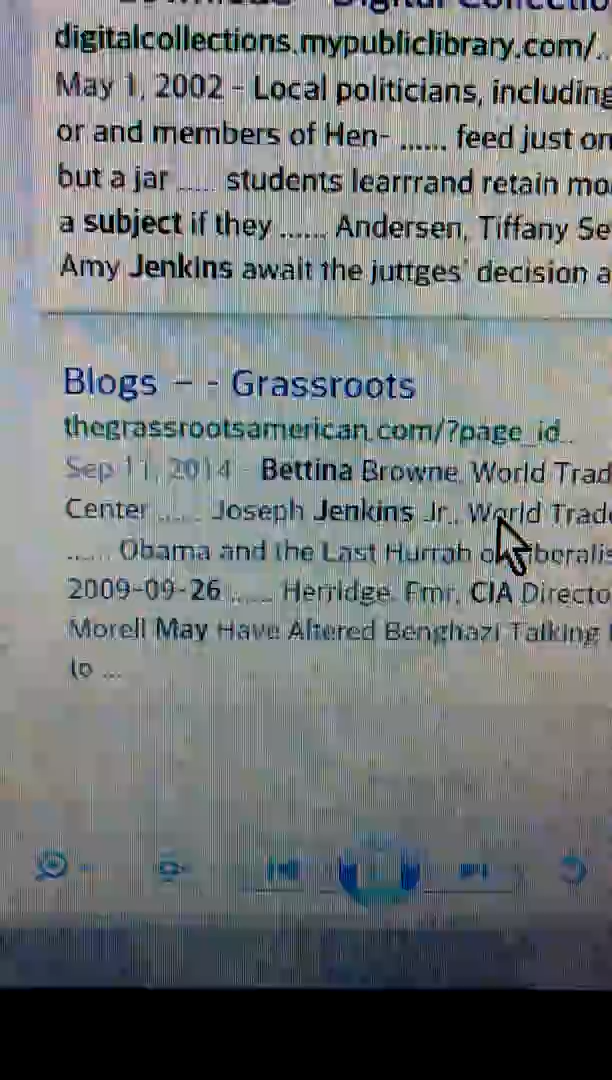 digitalcollections.mypubliclibrary.com/...
May 1, 2002 - Local politicians, including
or and members of Hen- ...... feed just on
but a jar ..... students learrrand retain mo
a subject if they ...... Andersen, Tiffany Se
Amy Jenkins await the juttges' decision a
Blogs - - Grassroots
thegrassrootsamerican.com/?page_id...
Sep 11, 2014 - Bettina Browne, World Trad
Center ...... Joseph Jenkins Jr., World Trade
...... Obama and the Last Hurrah of liberalis
2009-09-26 ...... Herridge. Fmr. CIA Directo
Morell May Have Altered Benghazi Talking
to ...